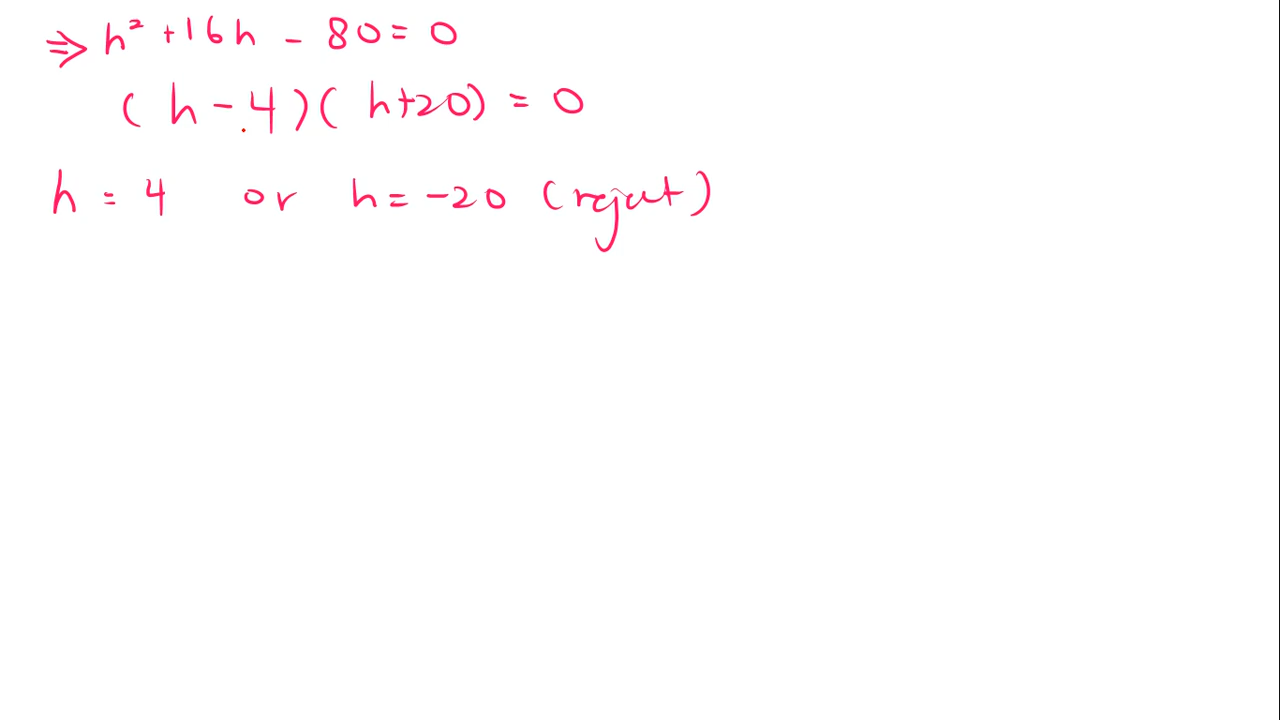 ⇒ h² + 16h - 80 = 0
(h - 4)(h + 20) = 0
h = 4 or h = -20 (reject)